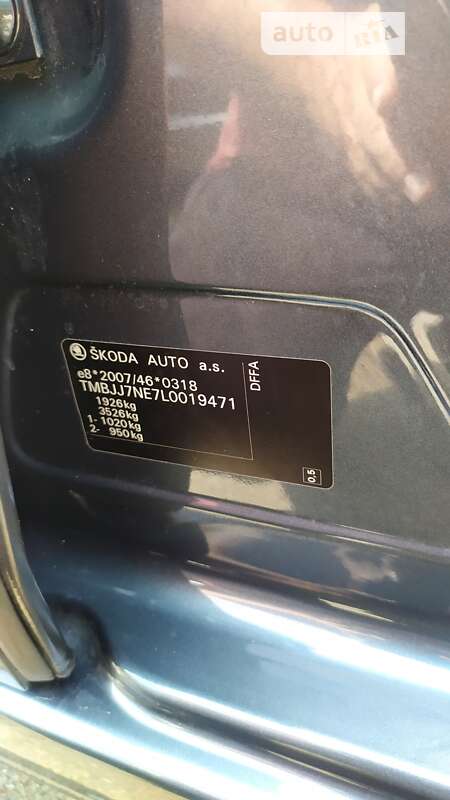 auto RIA
ŠKODA AUTO a.s.
e8*2007/46*0318
TMBJJ7NE7L0019471
1926kg
3526kg
1- 1020kg
2- 950kg
DFFA
0,5